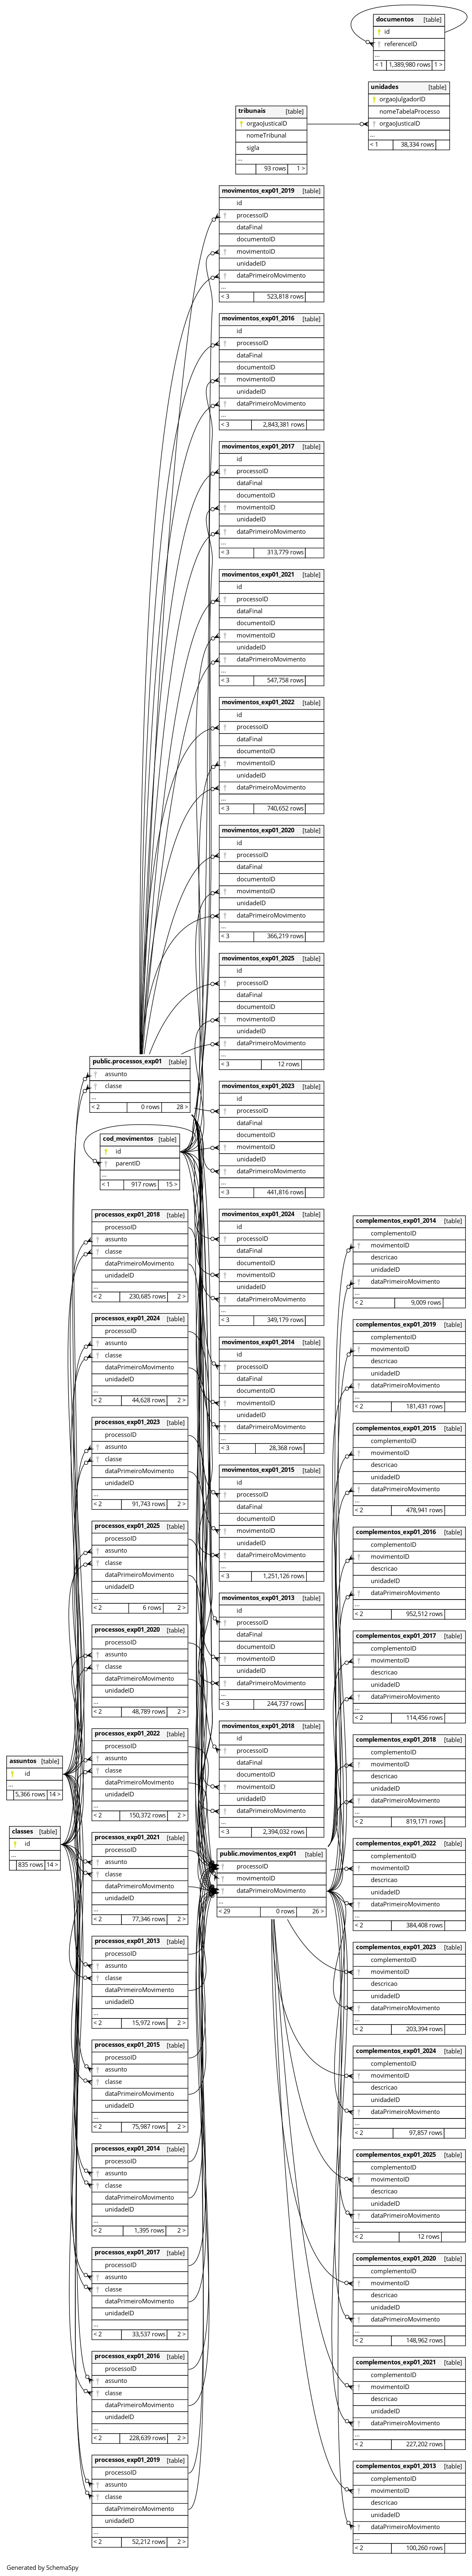 documentos [table]
id
referenceID
...
< 1 1,389,980 rows 1 >
unidades [table]
orgaoJulgadorID
nomeTabelaProcesso
orgaoJusticaID
...
< 1 38,334 rows
tribunais [table]
orgaoJusticaID
nomeTribunal
sigla
...
93 rows 1 >
movimentos_exp01_2019 [table]
id
processoID
dataFinal
documentoID
movimentoID
unidadeID
dataPrimeiroMovimento
...
< 3 523,818 rows
movimentos_exp01_2016 [table]
id
processoID
dataFinal
documentoID
movimentoID
unidadeID
dataPrimeiroMovimento
...
< 3 2,843,381 rows
movimentos_exp01_2017 [table]
id
processoID
dataFinal
documentoID
movimentoID
unidadeID
dataPrimeiroMovimento
...
< 3 313,779 rows
movimentos_exp01_2021 [table]
id
processoID
dataFinal
documentoID
movimentoID
unidadeID
dataPrimeiroMovimento
...
< 3 547,758 rows
movimentos_exp01_2022 [table]
id
processoID
dataFinal
documentoID
movimentoID
unidadeID
dataPrimeiroMovimento
...
< 3 740,652 rows
movimentos_exp01_2020 [table]
id
processoID
dataFinal
documentoID
movimentoID
unidadeID
dataPrimeiroMovimento
...
< 3 366,219 rows
movimentos_exp01_2025 [table]
id
processoID
dataFinal
documentoID
movimentoID
unidadeID
dataPrimeiroMovimento
...
< 3 12 rows
movimentos_exp01_2023 [table]
id
processoID
dataFinal
documentoID
movimentoID
unidadeID
dataPrimeiroMovimento
...
< 3 441,816 rows
movimentos_exp01_2024 [table]
id
processoID
dataFinal
documentoID
movimentoID
unidadeID
dataPrimeiroMovimento
...
< 3 349,179 rows
movimentos_exp01_2014 [table]
id
processoID
dataFinal
documentoID
movimentoID
unidadeID
dataPrimeiroMovimento
...
< 3 28,368 rows
movimentos_exp01_2015 [table]
id
processoID
dataFinal
documentoID
movimentoID
unidadeID
dataPrimeiroMovimento
...
< 3 1,251,126 rows
movimentos_exp01_2013 [table]
id
processoID
dataFinal
documentoID
movimentoID
unidadeID
dataPrimeiroMovimento
...
< 3 244,737 rows
movimentos_exp01_2018 [table]
id
processoID
dataFinal
documentoID
movimentoID
unidadeID
dataPrimeiroMovimento
...
< 3 2,394,032 rows
public.movimentos_exp01 [table]
processoID
movimentoID
dataPrimeiroMovimento
...
< 29 0 rows 26 >
public.processos_exp01 [table]
assunto
classe
...
< 2 0 rows 28 >
cod_movimentos [table]
id
parentID
...
< 1 917 rows 15 >
processos_exp01_2018 [table]
processoID
assunto
classe
dataPrimeiroMovimento
unidadeID
...
< 2 230,685 rows 2 >
processos_exp01_2024 [table]
processoID
assunto
classe
dataPrimeiroMovimento
unidadeID
...
< 2 44,628 rows 2 >
processos_exp01_2023 [table]
processoID
assunto
classe
dataPrimeiroMovimento
unidadeID
...
< 2 91,743 rows 2 >
processos_exp01_2025 [table]
processoID
assunto
classe
dataPrimeiroMovimento
unidadeID
...
< 2 6 rows 2 >
processos_exp01_2020 [table]
processoID
assunto
classe
dataPrimeiroMovimento
unidadeID
...
< 2 48,789 rows 2 >
processos_exp01_2022 [table]
processoID
assunto
classe
dataPrimeiroMovimento
unidadeID
...
< 2 150,372 rows 2 >
processos_exp01_2021 [table]
processoID
assunto
classe
dataPrimeiroMovimento
unidadeID
...
< 2 77,346 rows 2 >
processos_exp01_2013 [table]
processoID
assunto
classe
dataPrimeiroMovimento
unidadeID
...
< 2 15,972 rows 2 >
processos_exp01_2015 [table]
processoID
assunto
classe
dataPrimeiroMovimento
unidadeID
...
< 2 75,987 rows 2 >
processos_exp01_2014 [table]
processoID
assunto
classe
dataPrimeiroMovimento
unidadeID
...
< 2 1,395 rows 2 >
processos_exp01_2017 [table]
processoID
assunto
classe
dataPrimeiroMovimento
unidadeID
...
< 2 33,537 rows 2 >
processos_exp01_2016 [table]
processoID
assunto
classe
dataPrimeiroMovimento
unidadeID
...
< 2 228,639 rows 2 >
processos_exp01_2019 [table]
processoID
assunto
classe
dataPrimeiroMovimento
unidadeID
...
< 2 52,212 rows 2 >
assuntos [table]
id
...
5,366 rows 14 >
classes [table]
id
...
835 rows 14 >
complementos_exp01_2014 [table]
complementoID
movimentoID
descricao
unidadeID
dataPrimeiroMovimento
...
< 2 9,009 rows
complementos_exp01_2019 [table]
complementoID
movimentoID
descricao
unidadeID
dataPrimeiroMovimento
...
< 2 181,431 rows
complementos_exp01_2015 [table]
complementoID
movimentoID
descricao
unidadeID
dataPrimeiroMovimento
...
< 2 478,941 rows
complementos_exp01_2016 [table]
complementoID
movimentoID
descricao
unidadeID
dataPrimeiroMovimento
...
< 2 952,512 rows
complementos_exp01_2017 [table]
complementoID
movimentoID
descricao
unidadeID
dataPrimeiroMovimento
...
< 2 114,456 rows
complementos_exp01_2018 [table]
complementoID
movimentoID
descricao
unidadeID
dataPrimeiroMovimento
...
< 2 819,171 rows
complementos_exp01_2022 [table]
complementoID
movimentoID
descricao
unidadeID
dataPrimeiroMovimento
...
< 2 384,408 rows
complementos_exp01_2023 [table]
complementoID
movimentoID
descricao
unidadeID
dataPrimeiroMovimento
...
< 2 203,394 rows
complementos_exp01_2024 [table]
complementoID
movimentoID
descricao
unidadeID
dataPrimeiroMovimento
...
< 2 97,857 rows
complementos_exp01_2025 [table]
complementoID
movimentoID
descricao
unidadeID
dataPrimeiroMovimento
...
< 2 12 rows
complementos_exp01_2020 [table]
complementoID
movimentoID
descricao
unidadeID
dataPrimeiroMovimento
...
< 2 148,962 rows
complementos_exp01_2021 [table]
complementoID
movimentoID
descricao
unidadeID
dataPrimeiroMovimento
...
< 2 227,202 rows
complementos_exp01_2013 [table]
complementoID
movimentoID
descricao
unidadeID
dataPrimeiroMovimento
...
< 2 100,260 rows
Generated by SchemaSpy